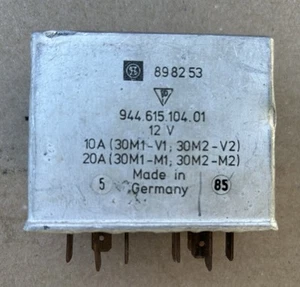 898253
944.615.104.01
12 V
10A (30M1-V1; 30M2-V2)
20A (30M1-M1; 30M2-M2)
Made in
5 Germany 85